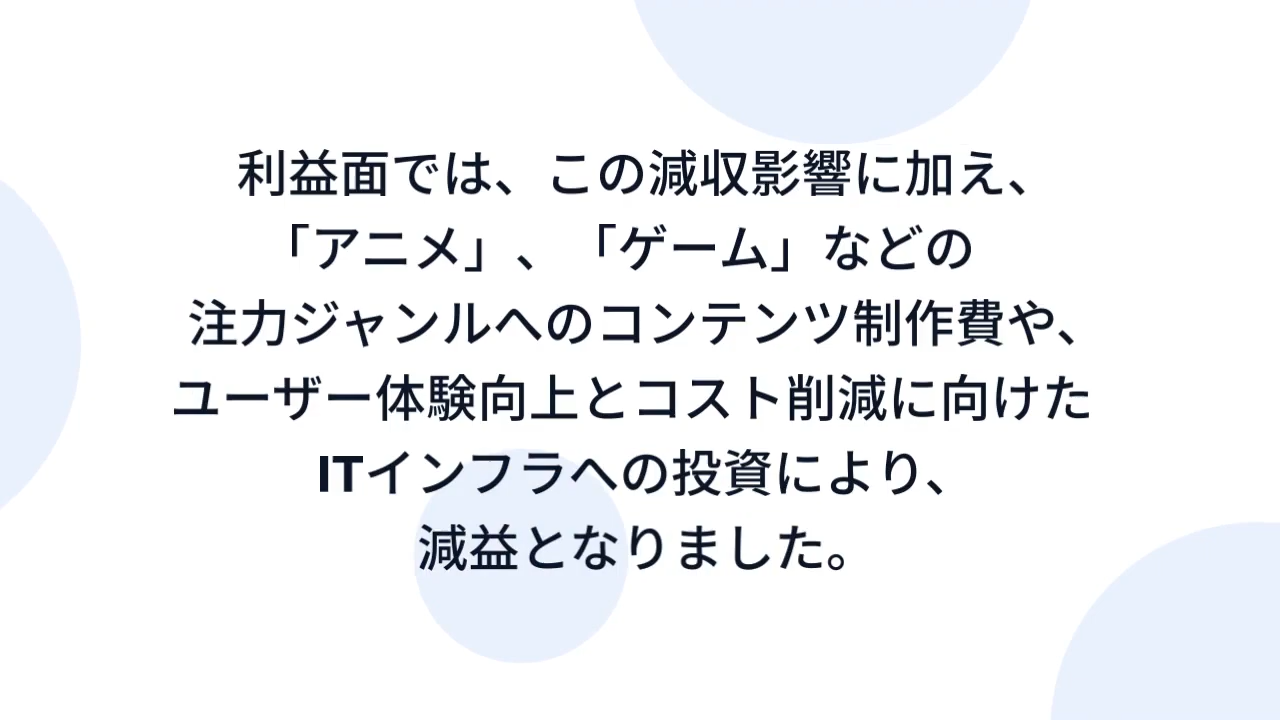 利益面では、この減収影響に加え、
「アニメ」、「ゲーム」などの
注力ジャンルへのコンテンツ制作費や、
ユーザー体験向上とコスト削減に向けた
ITインフラへの投資により、
減益となりました。